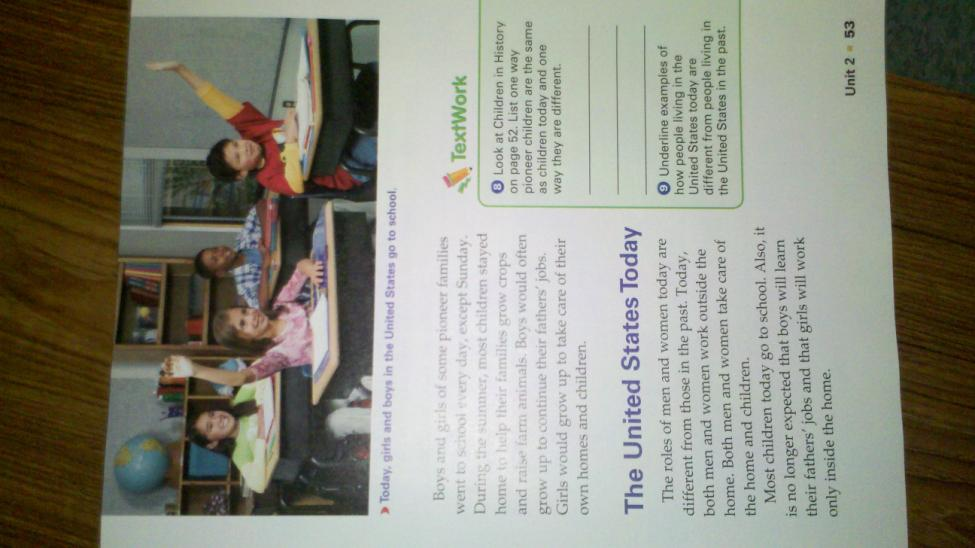 Today, girls and boys in the United States go to school.
Boys and girls of some pioneer families
went to school every day, except Sunday.
During the summer, most children stayed
home to help their families grow crops
and raise farm animals. Boys would often
grow up to continue their fathers' jobs.
Girls would grow up to take care of their
own homes and children.
The United States Today
The roles of men and women today are
different from those in the past. Today,
both men and women work outside the
home. Both men and women take care of
the home and children.
Most children today go to school. Also, it
is no longer expected that boys will learn
their fathers' jobs and that girls will work
only inside the home.
TextWork
8 Look at Children in History
on page 52. List one way
pioneer children are the same
as children today and one
way they are different.
9 Underline examples of
how people living in the
United States today are
different from people living in
the United States in the past.
Unit 2 • 53